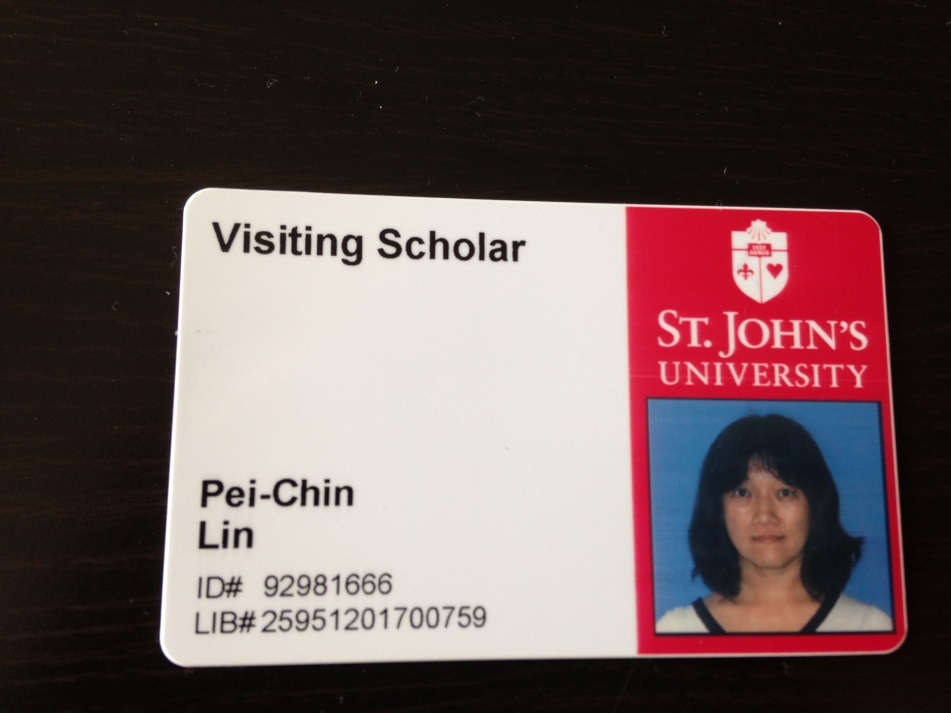 Visiting Scholar
ST. JOHN'S
UNIVERSITY
Pei-Chin
Lin
ID# 92981666
LIB# 25951201700759